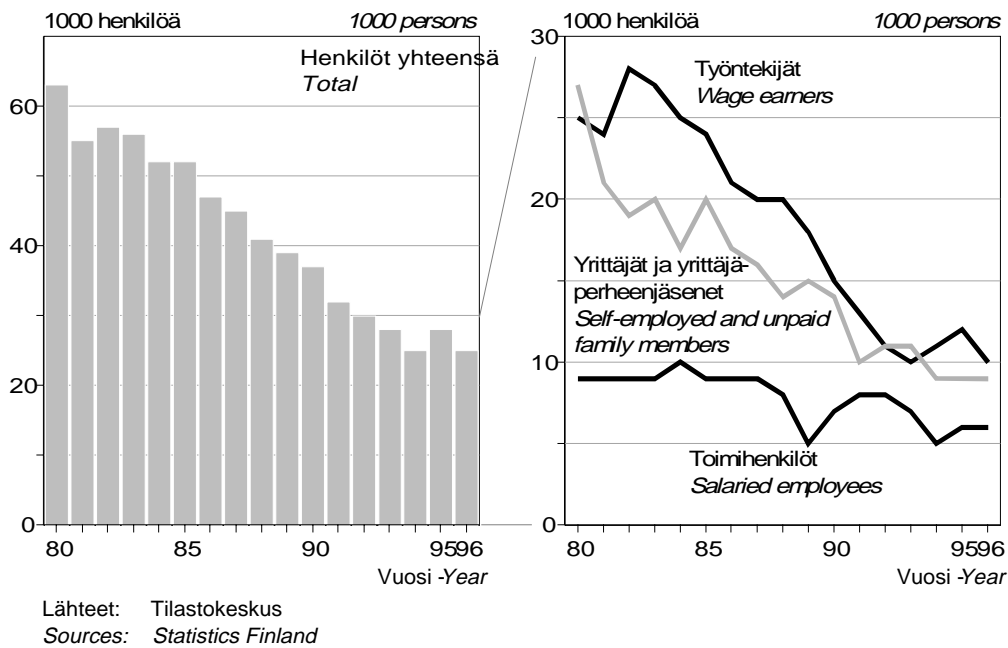 1000 henkilöä 1000 persons
Henkilöt yhteensä
Total
60
40
20
0
80 85 90 9596
Vuosi -Year
1000 henkilöä 1000 persons
30
Työntekijät
Wage earners
20
Yrittäjät ja yrittäjä-
perheenjäsenet
Self-employed and unpaid
family members
10
Toimihenkilöt
Salaried employees
0
80 85 90 9596
Vuosi -Year
Lähteet: Tilastokeskus
Sources: Statistics Finland